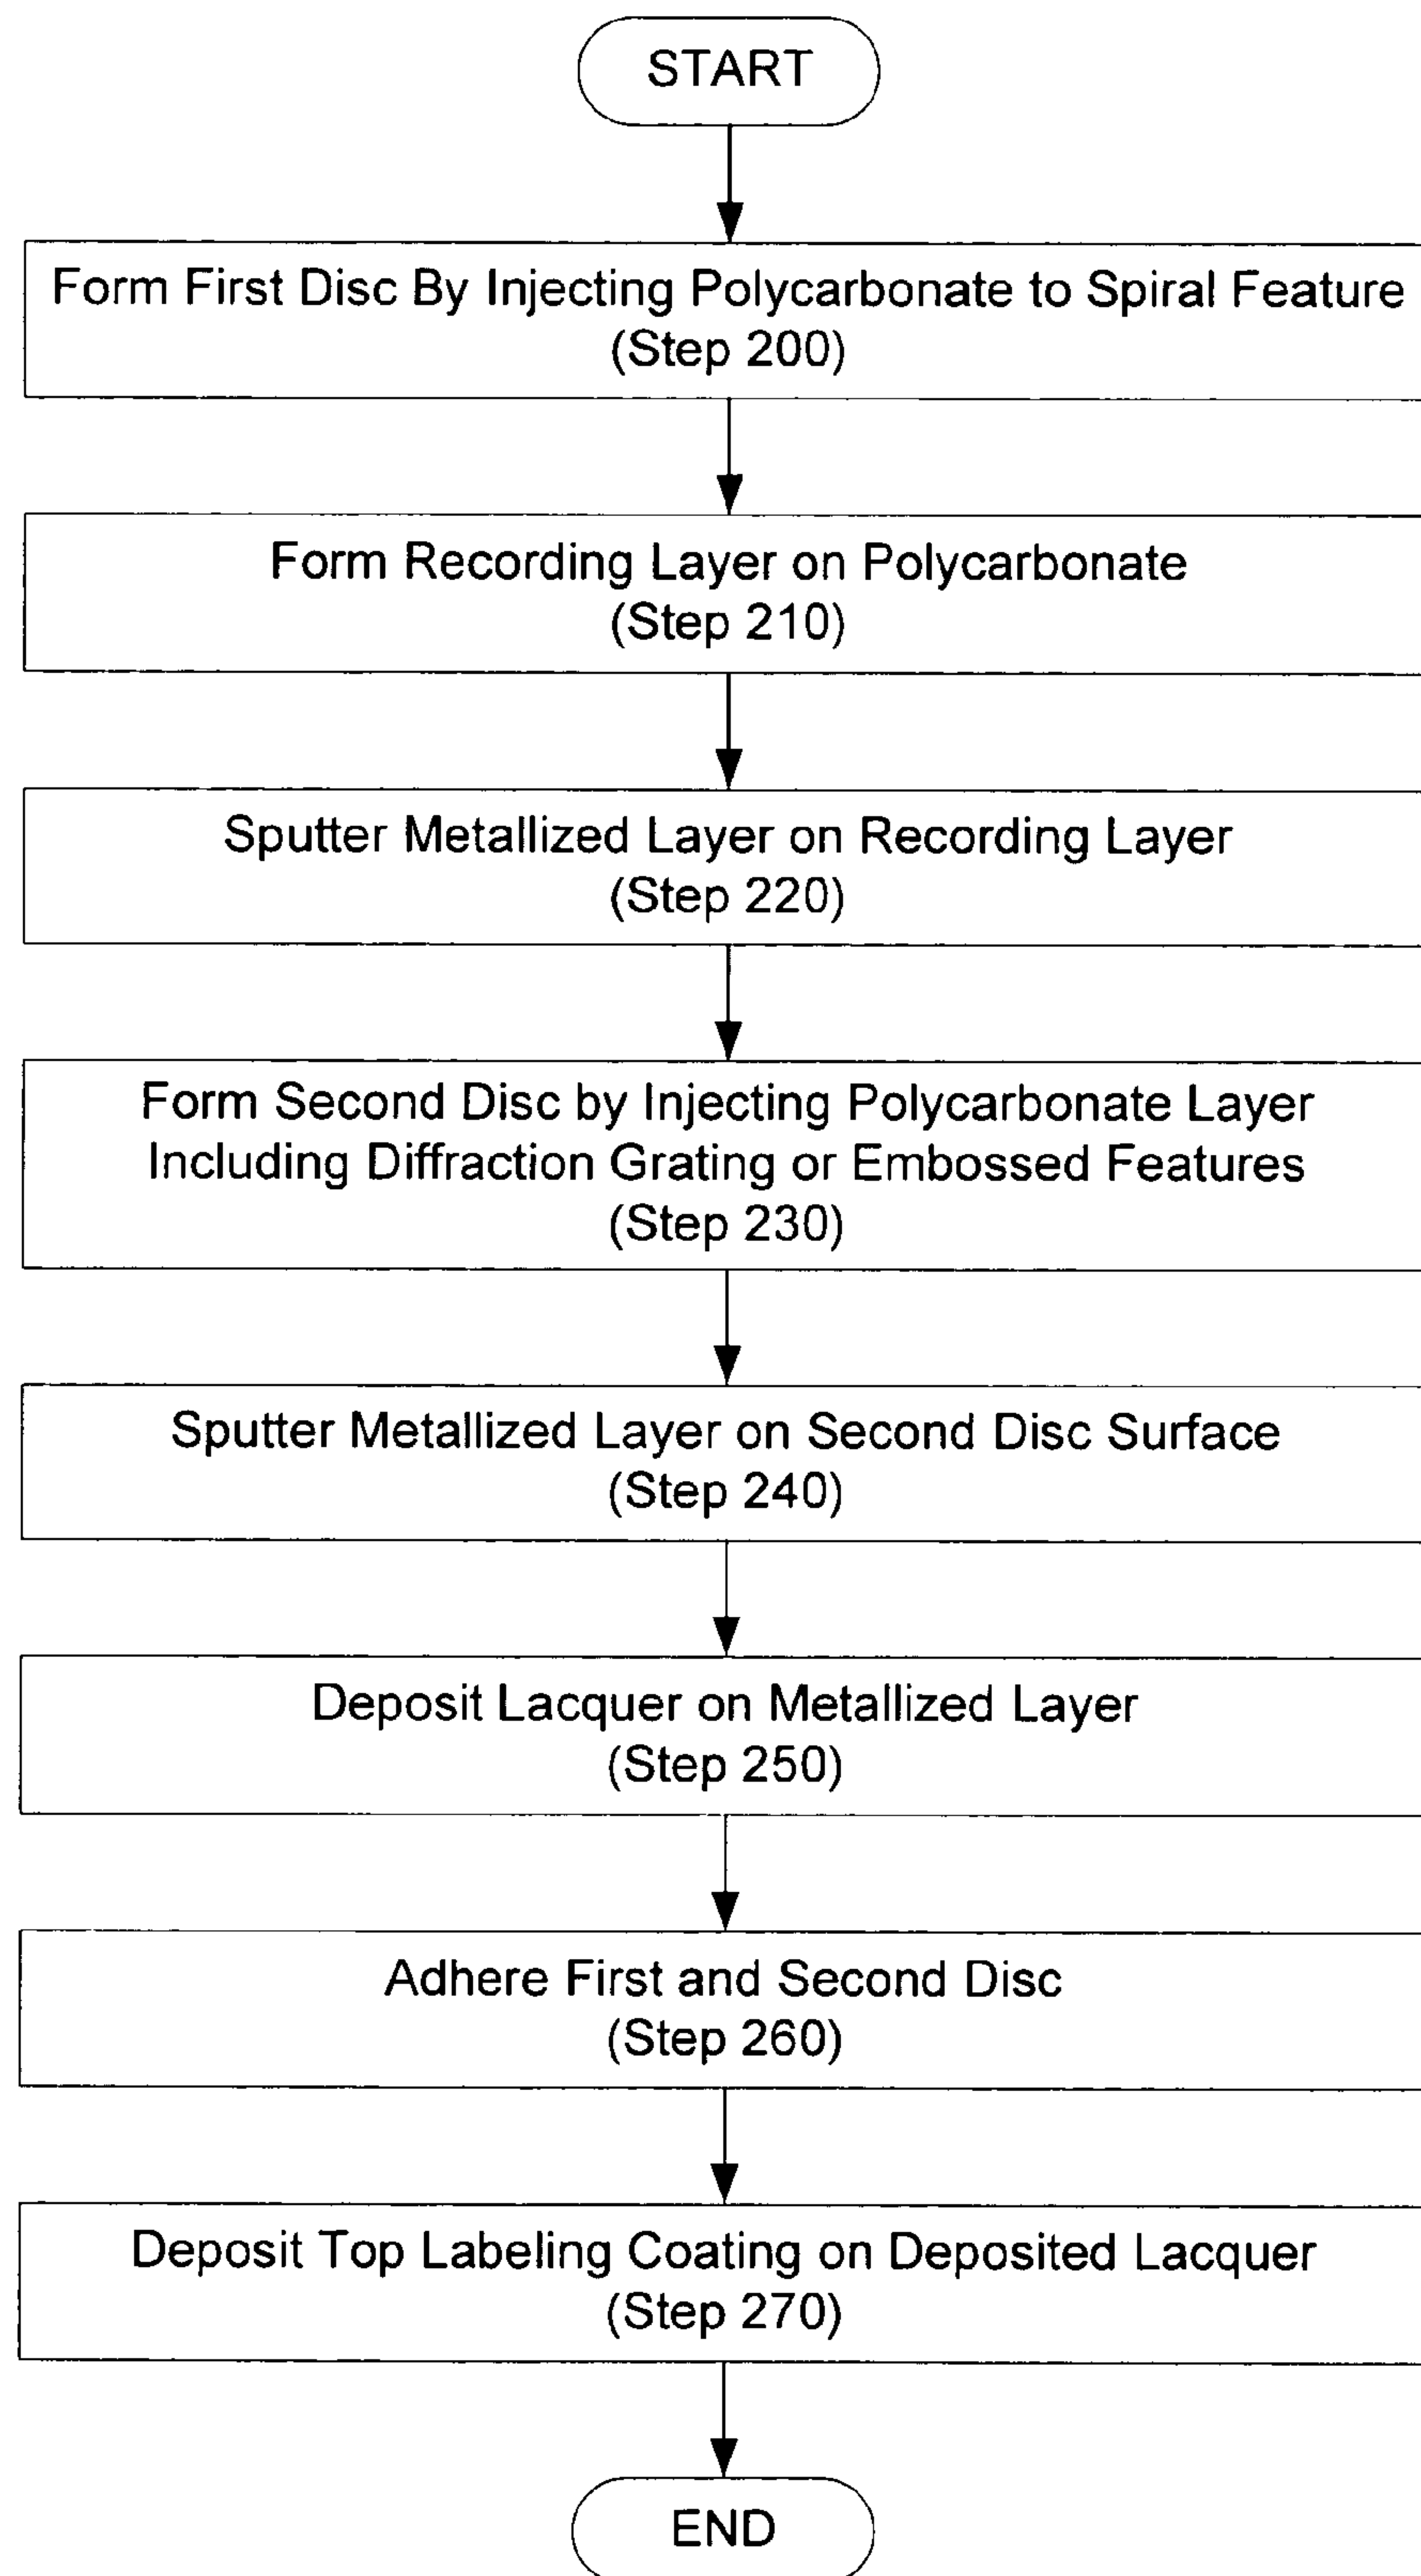 START
Form First Disc By Injecting Polycarbonate to Spiral Feature
(Step 200)
Form Recording Layer on Polycarbonate
(Step 210)
Sputter Metallized Layer on Recording Layer
(Step 220)
Form Second Disc by Injecting Polycarbonate Layer
Including Diffraction Grating or Embossed Features
(Step 230)
Sputter Metallized Layer on Second Disc Surface
(Step 240)
Deposit Lacquer on Metallized Layer
(Step 250)
Adhere First and Second Disc
(Step 260)
Deposit Top Labeling Coating on Deposited Lacquer
(Step 270)
END